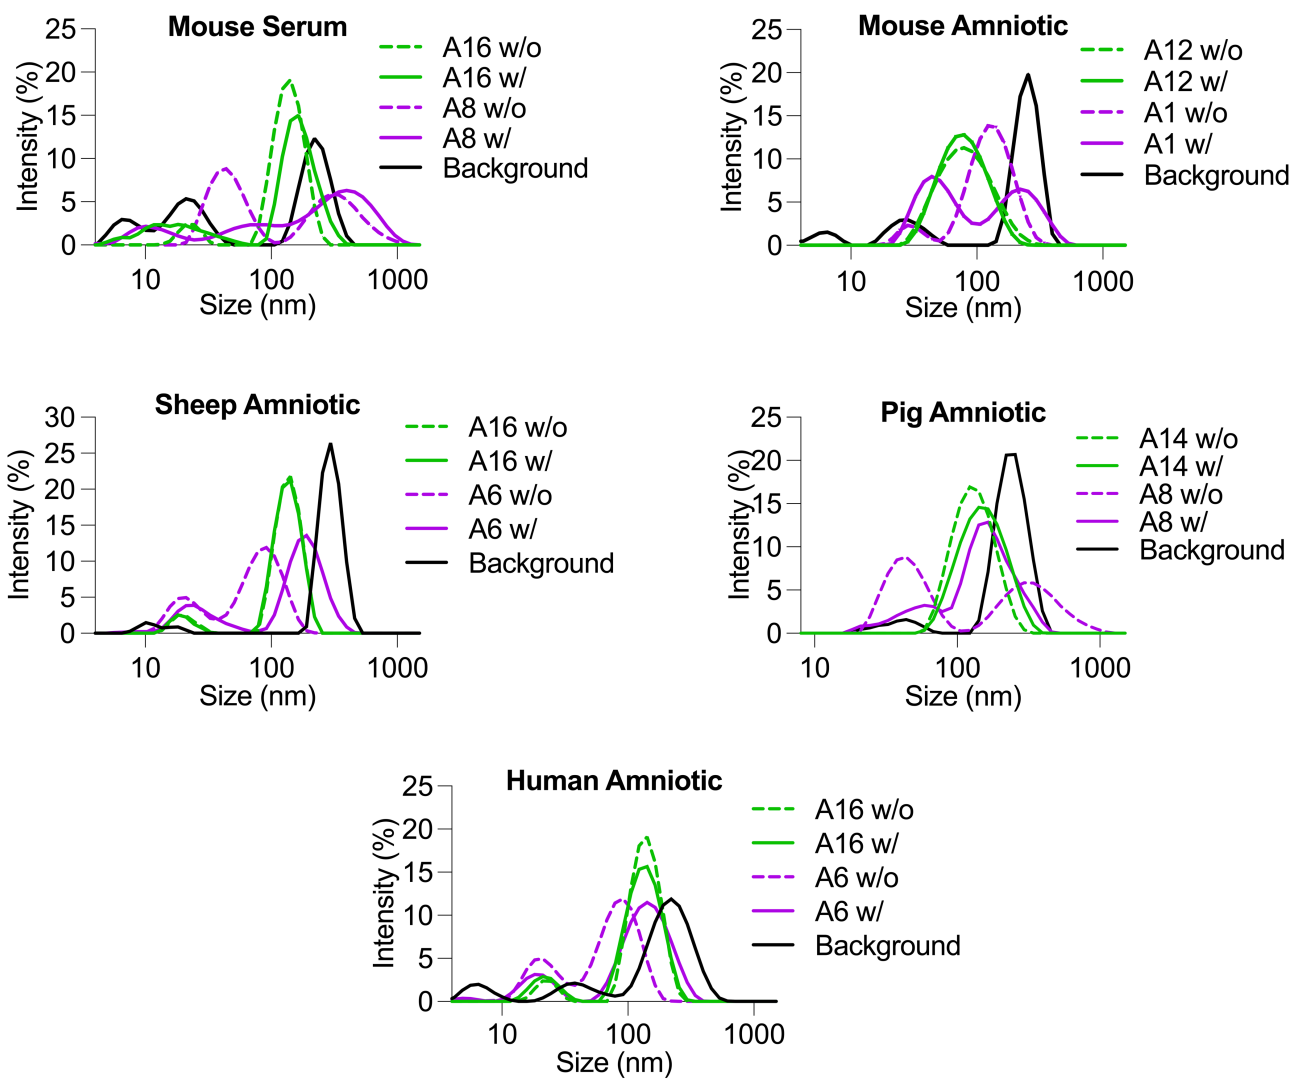 Mouse Serum
Intensity (%)
25
20
15
10
5
0
10
100
1000
Size (nm)
A16 w/o
A16 w/
A8 w/o
A8 w/
Background
Mouse Amniotic
Intensity (%)
25
20
15
10
5
0
10
100
1000
Size (nm)
A12 w/o
A12 w/
A1 w/o
A1 w/
Background
Sheep Amniotic
Intensity (%)
30
25
20
15
10
5
0
10
100
1000
Size (nm)
A16 w/o
A16 w/
A6 w/o
A6 w/
Background
Pig Amniotic
Intensity (%)
25
20
15
10
5
0
10
100
1000
Size (nm)
A14 w/o
A14 w/
A8 w/o
A8 w/
Background
Human Amniotic
Intensity (%)
25
20
15
10
5
0
10
100
1000
Size (nm)
A16 w/o
A16 w/
A6 w/o
A6 w/
Background